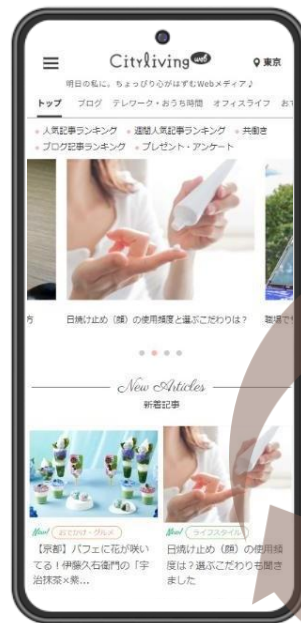 Cityliving web
東京
明日の私に。ちょっぴり心がはずむWebメディア♪
トップ ブログ テレワーク・おうち時間 オフィスライフ お
人気記事ランキング 週間人気記事ランキング 共働き
ブログ記事ランキング プレゼント・アンケート
方 日焼け止め（顔）の使用頻度と選ぶこだわりは？ 職場で
New Articles
新着記事
New! おでかけ・グルメ New! ライフスタイル
【京都】パフェに花が咲い
てる！伊藤久右衛門の「宇
治抹茶×紫...
日焼け止め（顔）の使用頻
度は？選ぶこだわりも聞き
ました